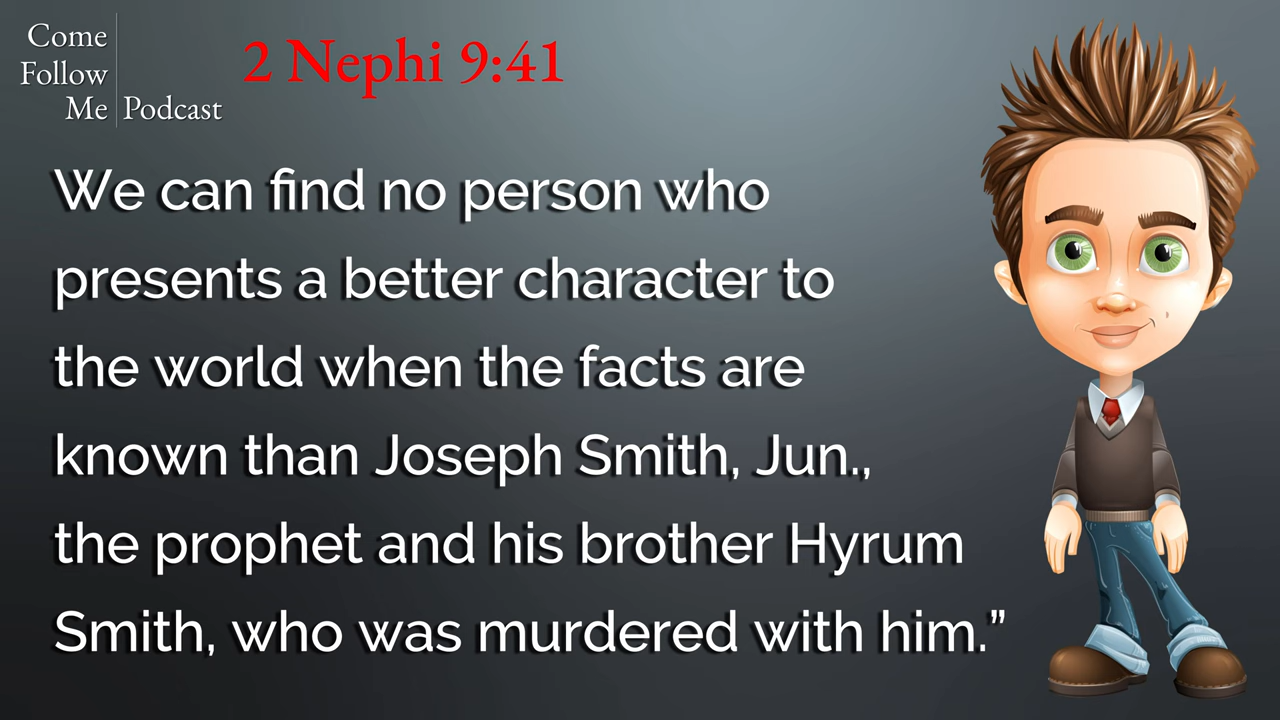 Come
Follow
Me Podcast
2 Nephi 9:41
We can find no person who
presents a better character to
the world when the facts are
known than Joseph Smith, Jun.,
the prophet and his brother Hyrum
Smith, who was murdered with him.”